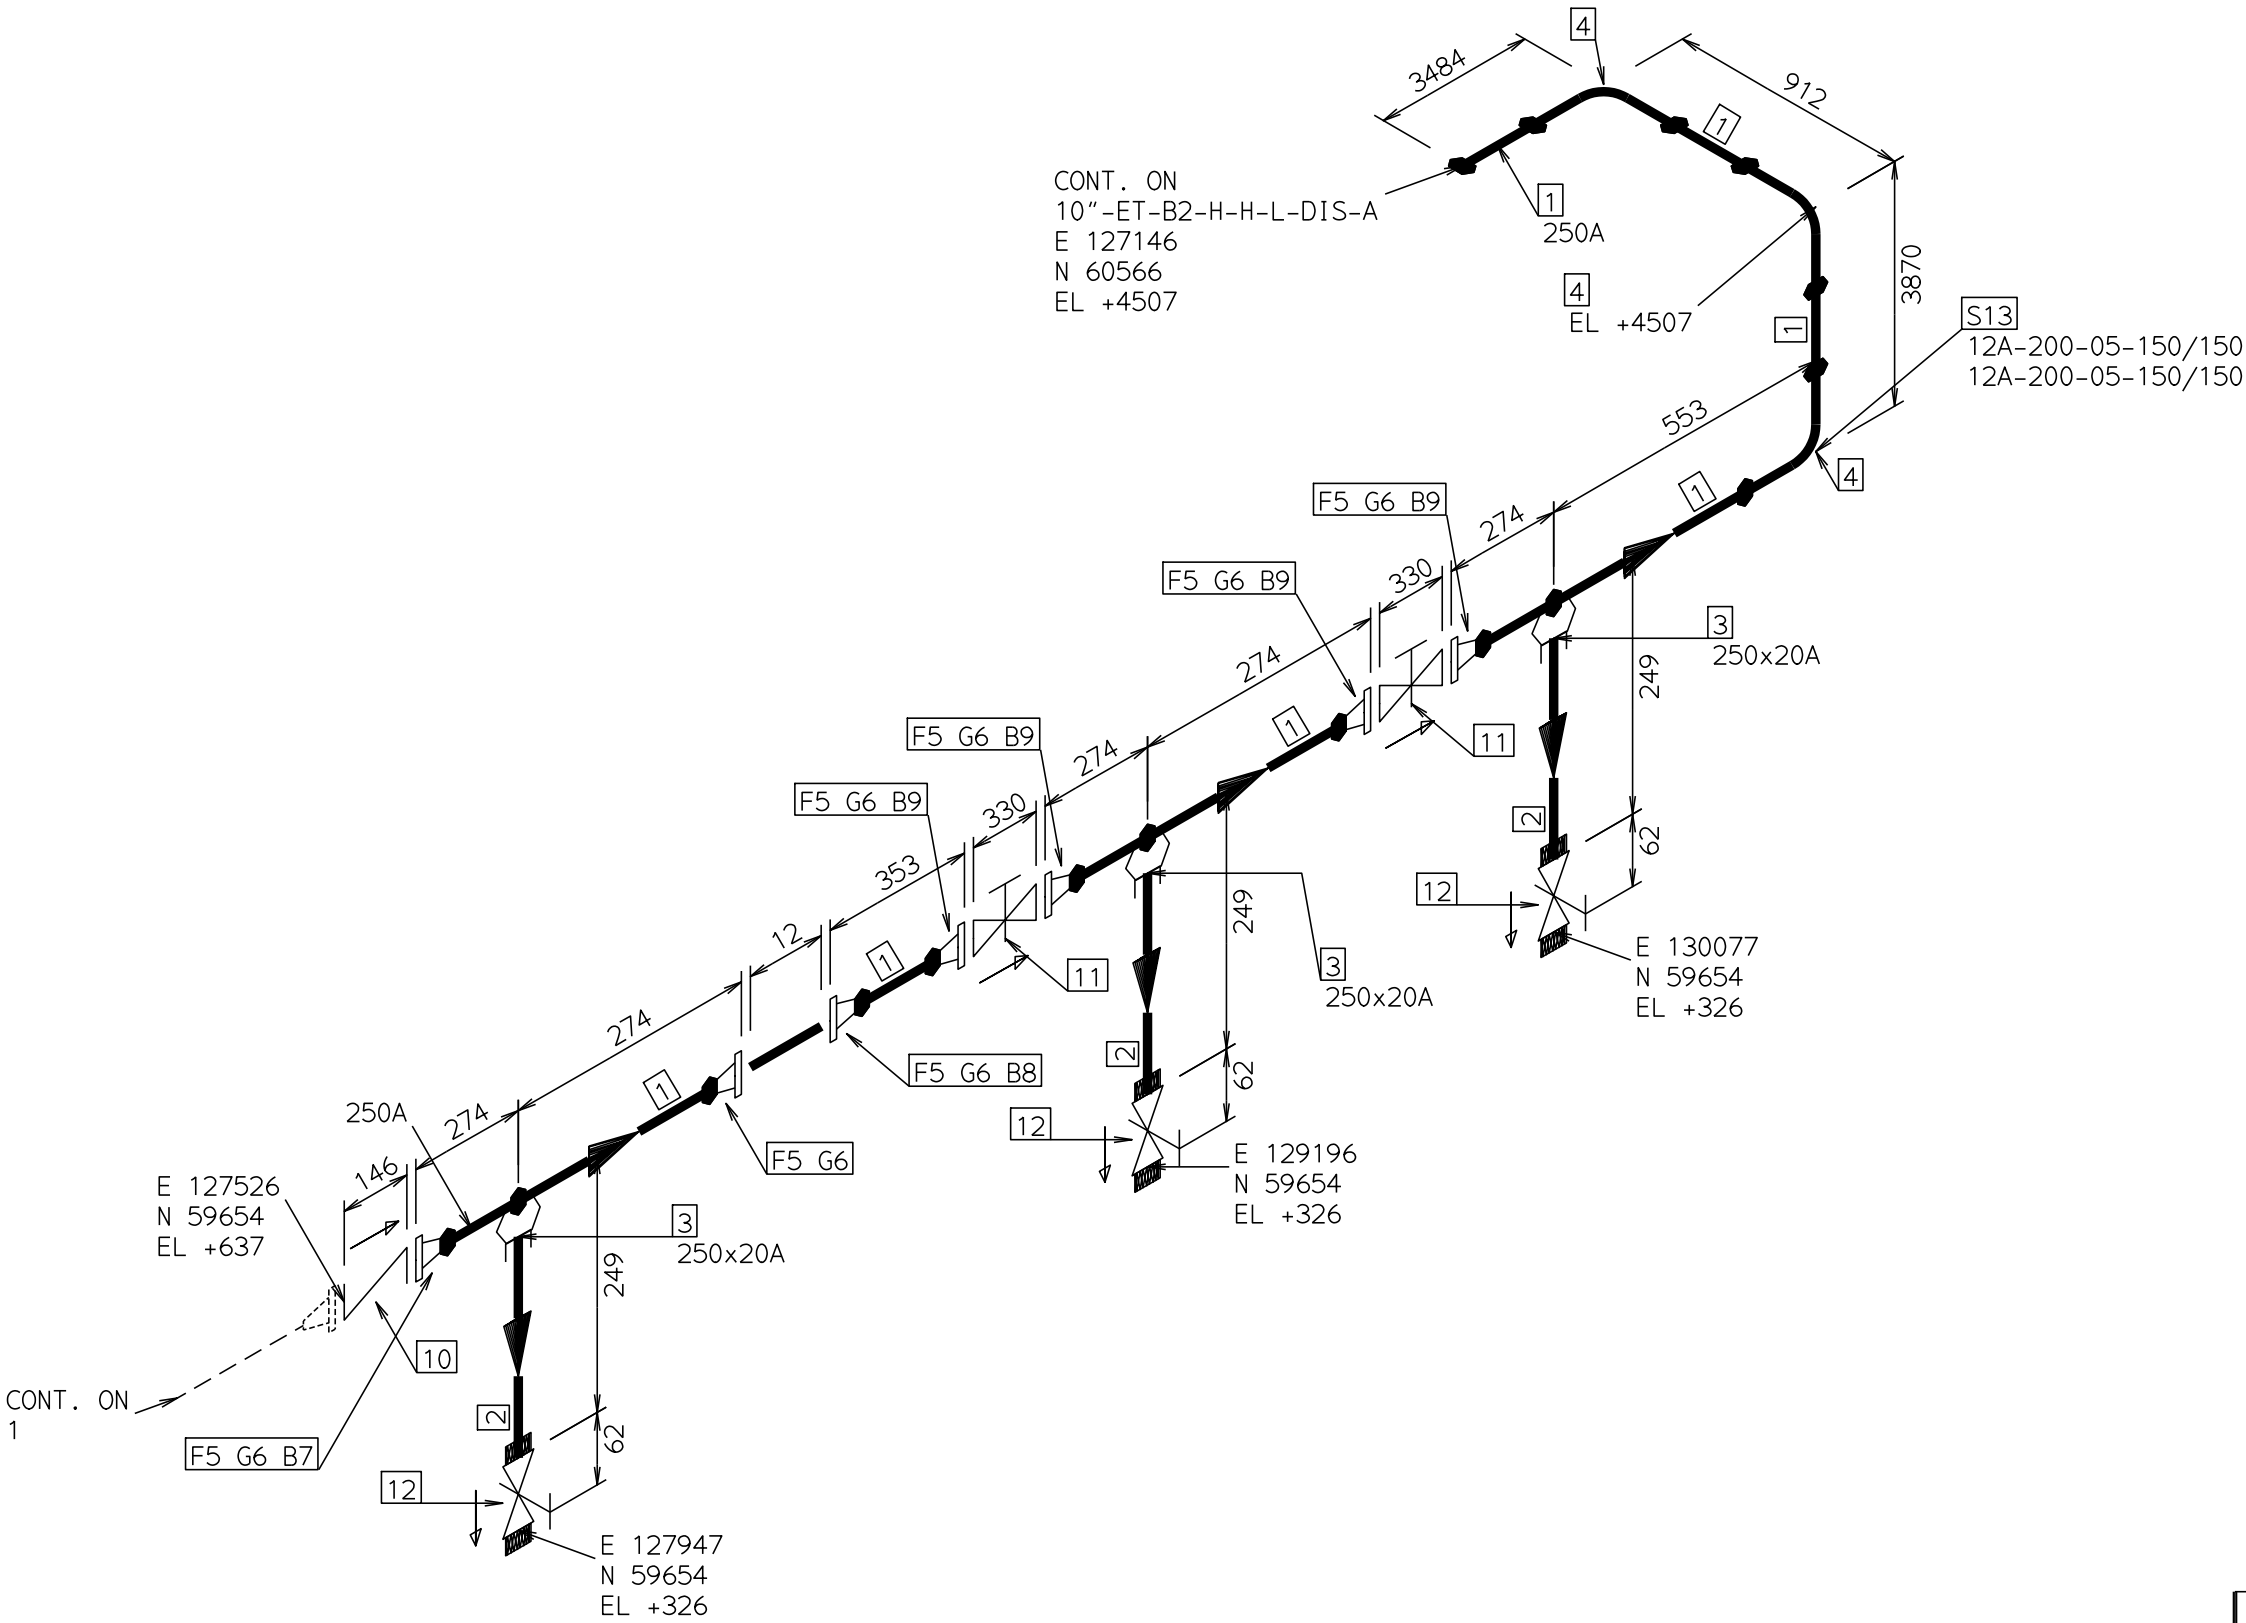 4
3484
912
1
CONT. ON
10"-ET-B2-H-H-L-DIS-A
E 127146
N 60566
EL +4507
1
250A
4
EL +4507
3870
1
S13
12A-200-05-150/150
12A-200-05-150/150
553
4
1
F5 G6 B9
274
F5 G6 B9
330
3
250x20A
249
274
1
11
F5 G6 B9
274
F5 G6 B9
330
2
62
12
E 130077
N 59654
EL +326
353
1
11
249
3
250x20A
12
F5 G6 B8
2
62
274
1
F5 G6
12
E 129196
N 59654
EL +326
250A
274
146
E 127526
N 59654
EL +637
3
250x20A
249
10
CONT. ON
1
F5 G6 B7
2
62
12
E 127947
N 59654
EL +326